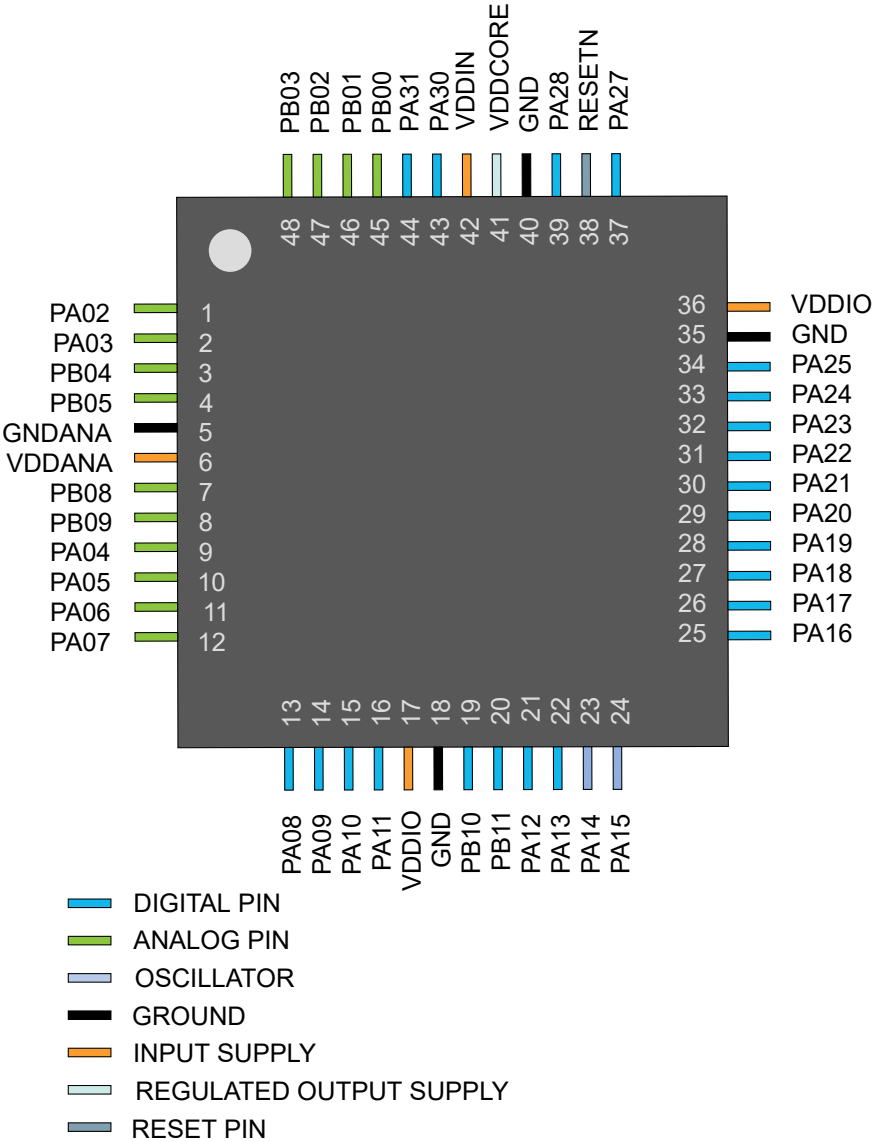 PB03
PB02
PB01
PB00
PA31
PA30
VDDIN
VDDCORE
GND
PA28
RESETN
PA27
48
47
46
45
44
43
42
41
40
39
38
37
PA02 1
PA03 2
PB04 3
PB05 4
GNDANA 5
VDDANA 6
PB08 7
PB09 8
PA04 9
PA05 10
PA06 11
PA07 12
36 VDDIO
35 GND
34 PA25
33 PA24
32 PA23
31 PA22
30 PA21
29 PA20
28 PA19
27 PA18
26 PA17
25 PA16
13
14
15
16
17
18
19
20
21
22
23
24
PA08
PA09
PA10
PA11
VDDIO
GND
PB10
PB11
PA12
PA13
PA14
PA15
DIGITAL PIN
ANALOG PIN
OSCILLATOR
GROUND
INPUT SUPPLY
REGULATED OUTPUT SUPPLY
RESET PIN